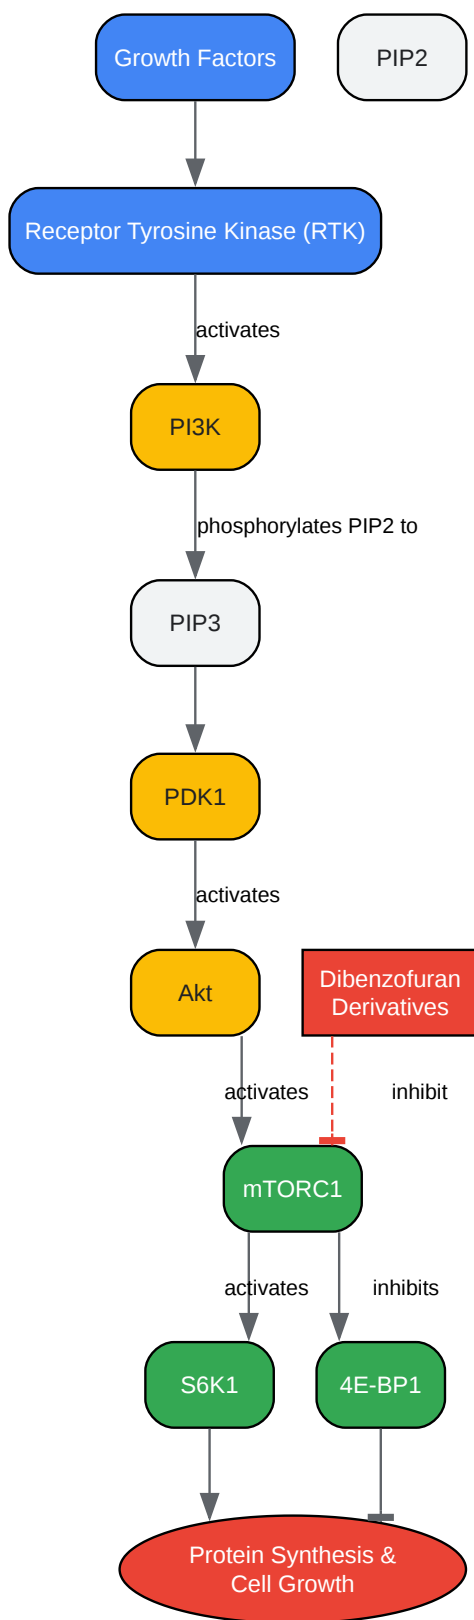 Growth Factors
PIP2
Receptor Tyrosine Kinase (RTK)
activates
PI3K
phosphorylates PIP2 to
PIP3
PDK1
activates
Akt
Dibenzofuran
Derivatives
activates
inhibit
mTORC1
activates
inhibits
S6K1
4E-BP1
Protein Synthesis &
Cell Growth